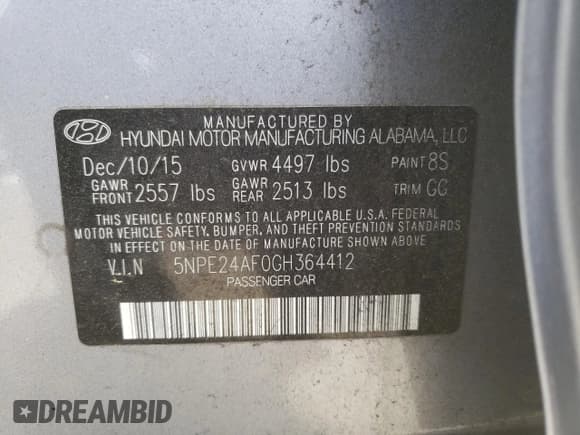 MANUFACTURED BY
HYUNDAI MOTOR MANUFACTURING ALABAMA, LLC
Dec/10/15 GVWR 4497 lbs PAINT 8S
GAWR FRONT 2557 lbs GAWR REAR 2513 lbs TRIM GG
THIS VEHICLE CONFORMS TO ALL APPLICABLE U.S.A. FEDERAL
MOTOR VEHICLE SAFETY, BUMPER, AND THEFT PREVENTION STANDARDS
IN EFFECT ON THE DATE OF MANUFACTURE SHOWN ABOVE.
V.I.N 5NPE24AF0GH364412
PASSENGER CAR
DREAMBID